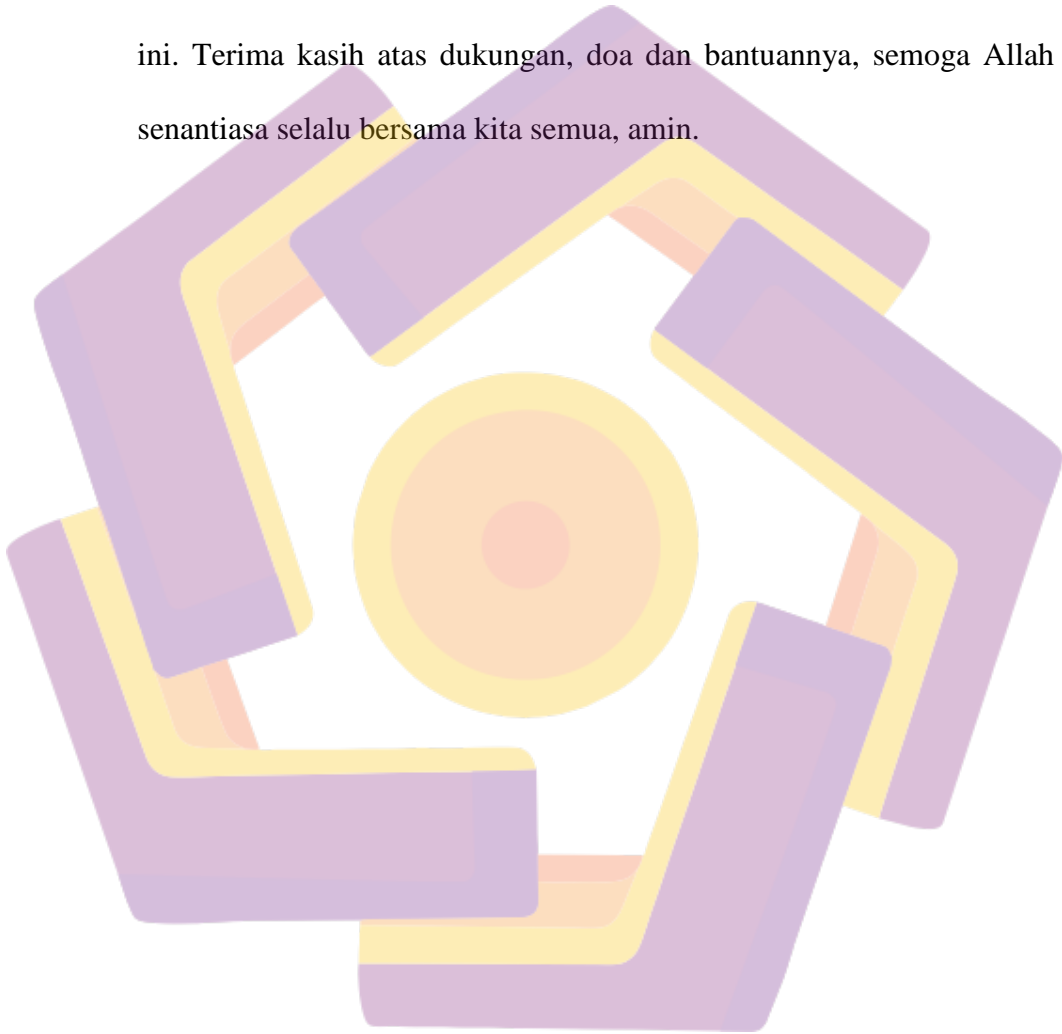 ini. Terima kasih atas dukungan, doa dan bantuannya, semoga Allah
senantiasa selalu bersama kita semua, amin.